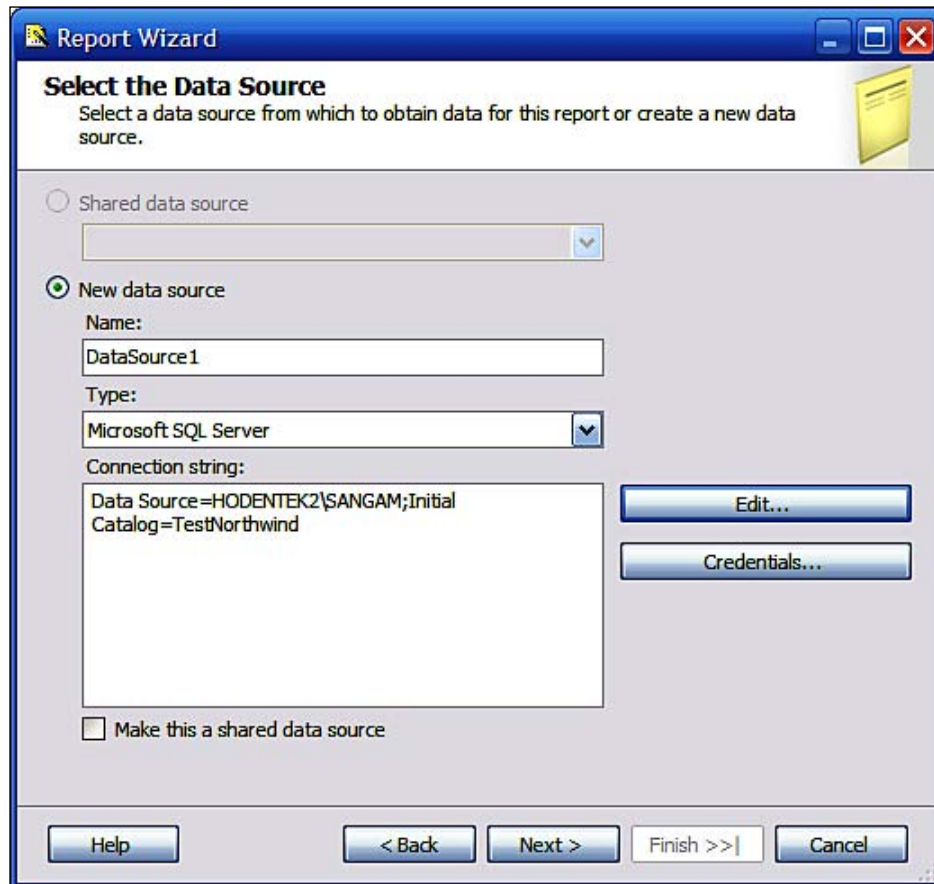 Report Wizard
Select the Data Source
Select a data source from which to obtain data for this report or create a new data
source.
Shared data source
New data source
Name:
DataSource1
Type:
Microsoft SQL Server
Connection string:
Data Source=HODENTEK2\SANGAM;Initial
Catalog=TestNorthwind
Edit...
Credentials...
Make this a shared data source
Help
< Back
Next >
Finish >>|
Cancel